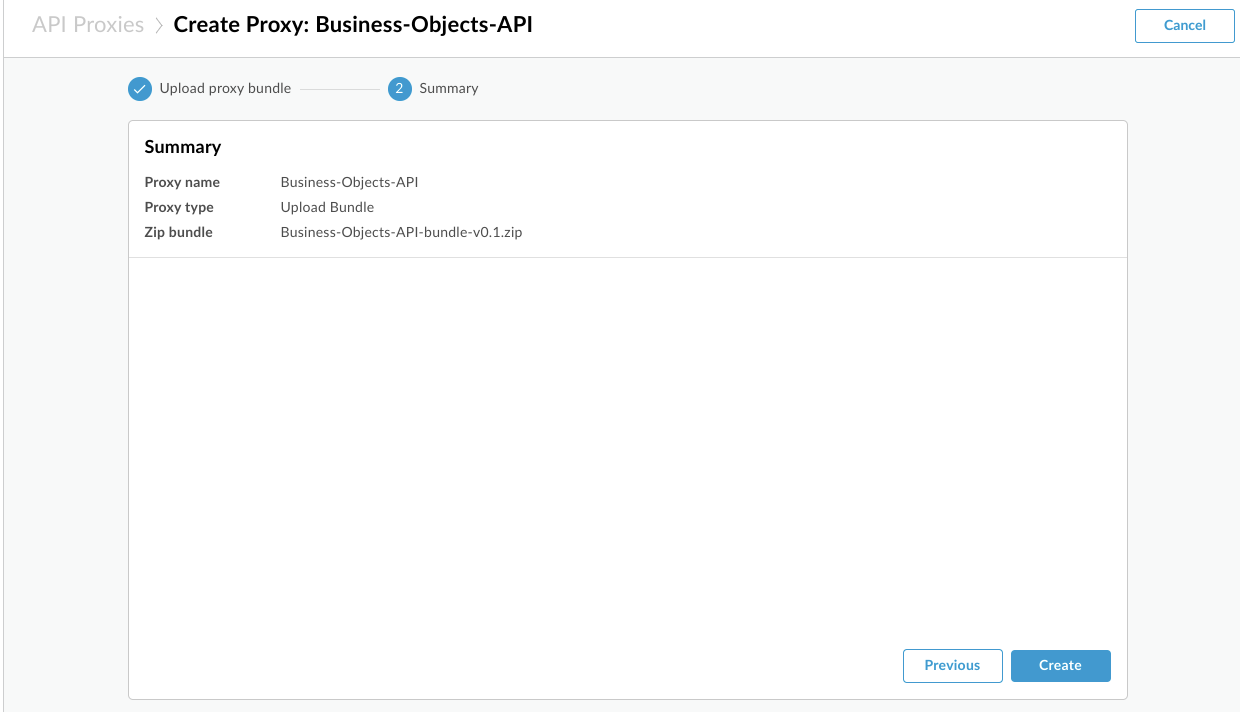 API Proxies > Create Proxy: Business-Objects-API
Cancel
Upload proxy bundle
2 Summary
Summary
Proxy name Business-Objects-API
Proxy type Upload Bundle
Zip bundle Business-Objects-API-bundle-v0.1.zip
Previous Create